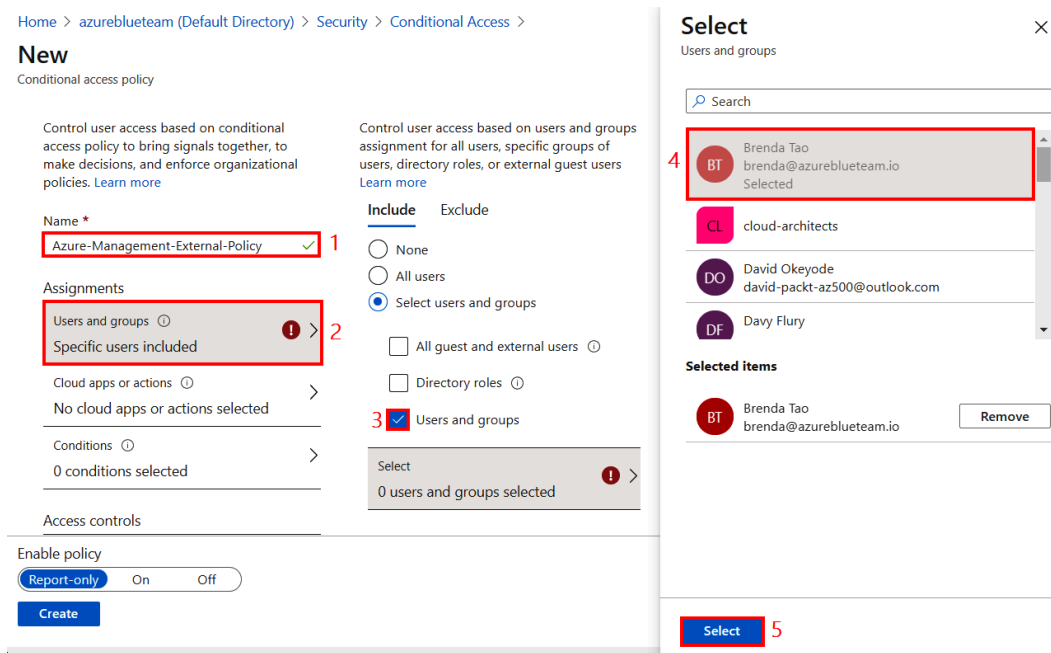 Home > azureblueteam (Default Directory) > Security > Conditional Access >
New
Conditional access policy
Control user access based on conditional
access policy to bring signals together, to
make decisions, and enforce organizational
policies. Learn more
Name *
Azure-Management-External-Policy
1
Assignments
Users and groups
Specific users included
2
Cloud apps or actions
No cloud apps or actions selected
Conditions
0 conditions selected
Access controls
Enable policy
Report-only On Off
Create
Control user access based on users and groups
assignment for all users, specific groups of
users, directory roles, or external guest users
Learn more
Include Exclude
None
All users
Select users and groups
All guest and external users
Directory roles
3 Users and groups
Select
0 users and groups selected
Select
Users and groups
Search
4
BT
Brenda Tao
brenda@azureblueteam.io
Selected
CL
cloud-architects
DO
David Okeyode
david-packt-az500@outlook.com
DF
Davy Flury
Selected items
BT
Brenda Tao
brenda@azureblueteam.io
Remove
Select 5